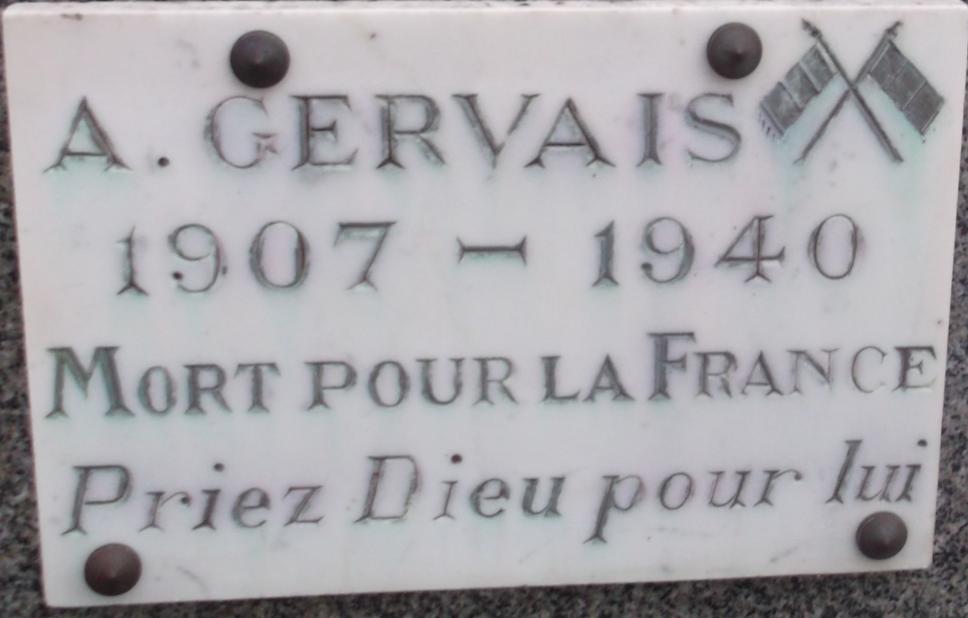 A. GERVAIS
1907 - 1940
MORT POUR LA FRANCE
Priez Dieu pour lui